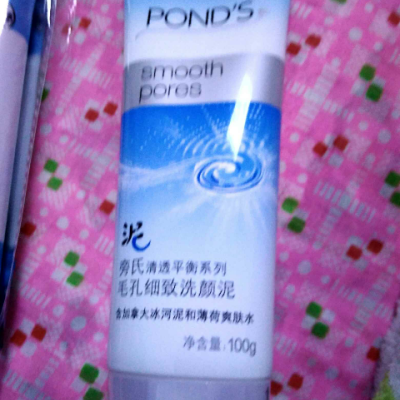 POND'S
smooth
pores
泥
旁氏清透平衡系列
毛孔细致洗颜泥
含加拿大冰河泥和薄荷爽肤水
净含量:100g